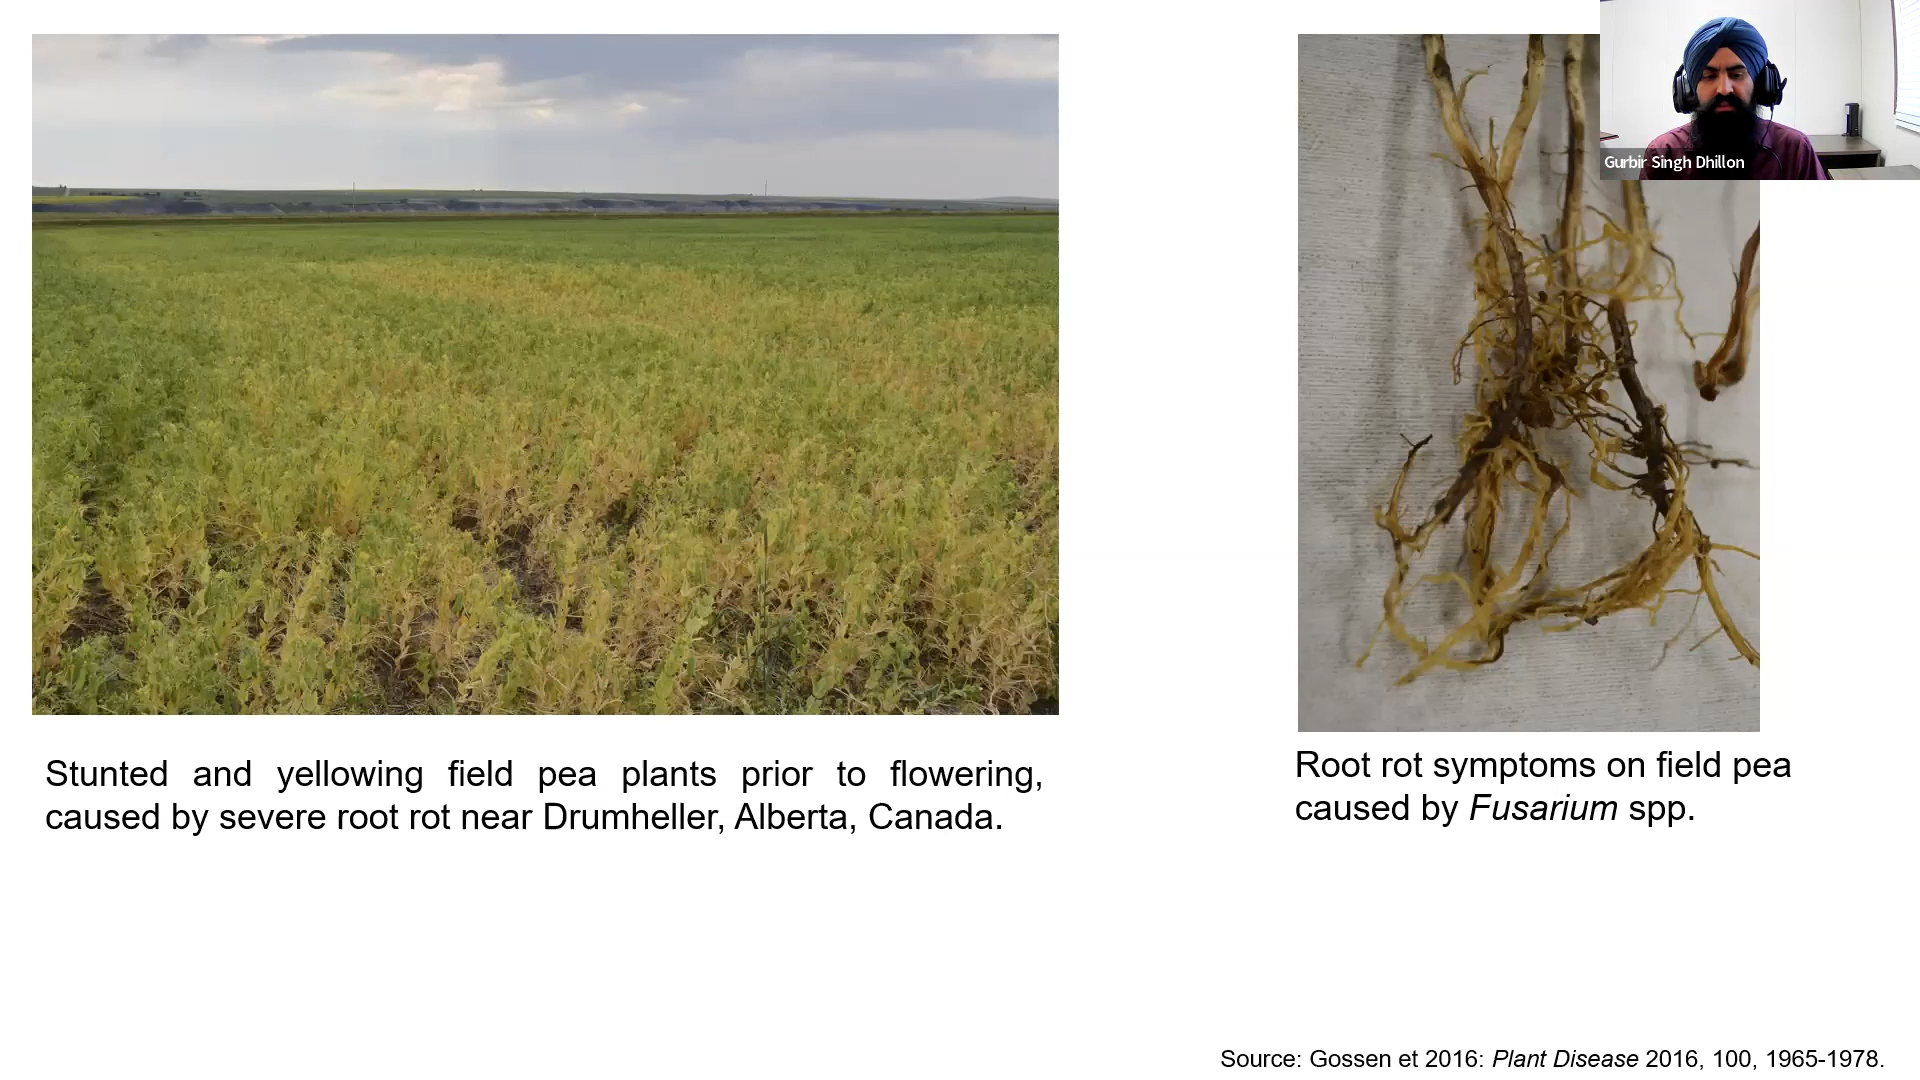 Gurbir Singh Dhillon
Stunted and yellowing field pea plants prior to flowering,
caused by severe root rot near Drumheller, Alberta, Canada.
Root rot symptoms on field pea
caused by Fusarium spp.
Source: Gossen et 2016: Plant Disease 2016, 100, 1965-1978.